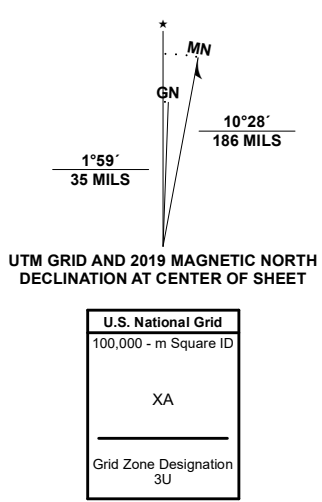 ★
MN
GN
10°28´
186 MILS
1°59´
35 MILS
UTM GRID AND 2019 MAGNETIC NORTH
DECLINATION AT CENTER OF SHEET
U.S. National Grid
100,000 - m Square ID
XA
Grid Zone Designation
3U